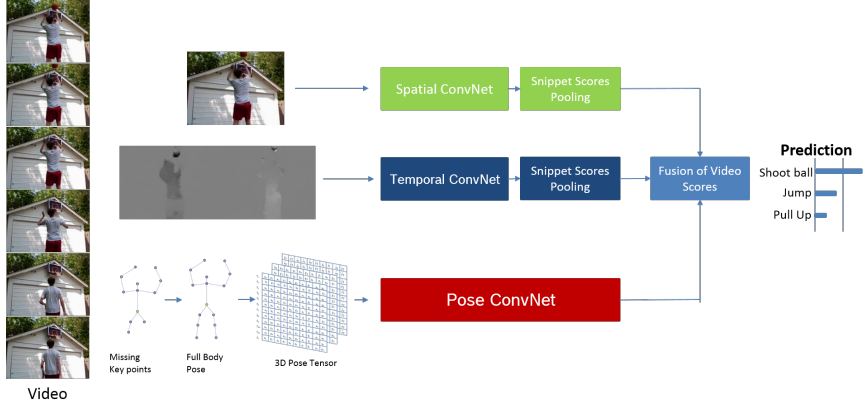 Spatial ConvNet
Snippet Scores
Pooling
Prediction
Shoot ball
Jump
Pull Up
Temporal ConvNet
Snippet Scores
Pooling
Fusion of Video
Scores
Pose ConvNet
Missing
Key points
Full Body
Pose
3D Pose Tensor
Video